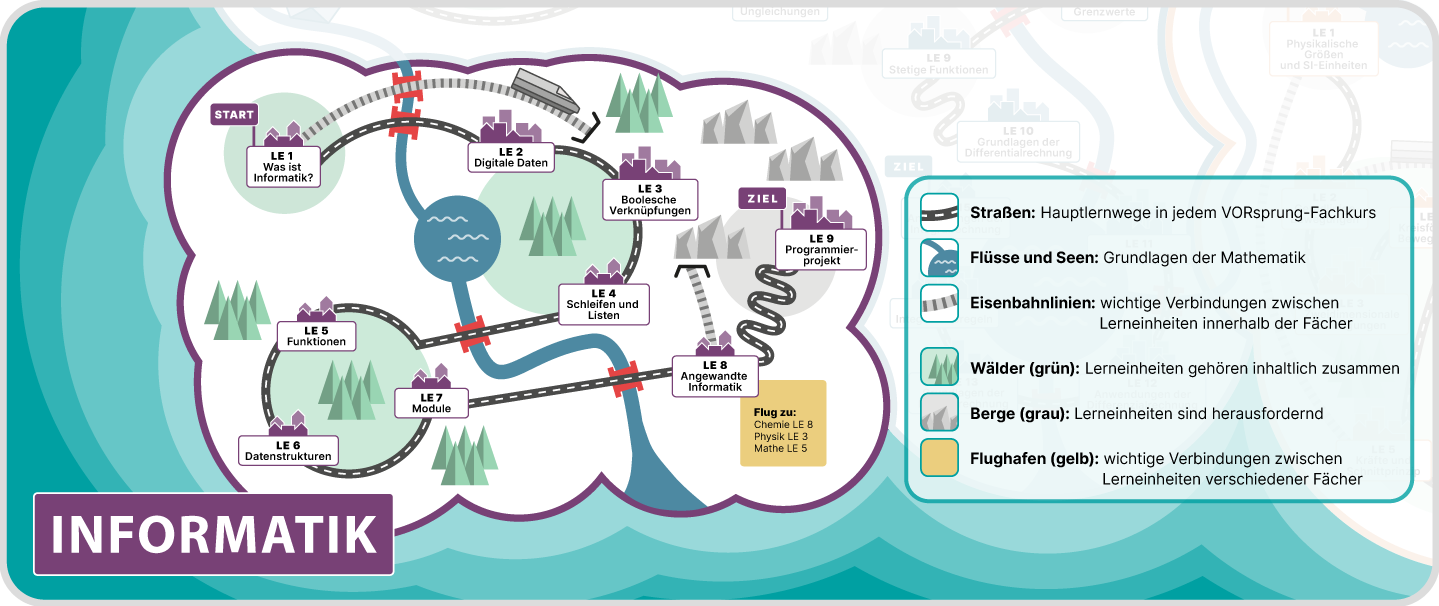 START
LE 1
Was ist
Informatik?
LE 2
Digitale Daten
LE 3
Boolesche
Verknüpfungen
ZIEL
LE 9
Programmier-
projekt
LE 4
Schleifen und
Listen
LE 5
Funktionen
LE 8
Angewandte
Informatik
LE 7
Module
LE 6
Datenstrukturen
Flug zu:
Chemie LE 8
Physik LE 3
Mathe LE 5
INFORMATIK
Ungleichungen
Grenzwerte
LE 9
Stetige Funktionen
LE 1
Physikalische
Größen
und SI-Einheiten
LE 10
Grundlagen der
Differentialrechnung
ZIEL
Straßen: Hauptlernwege in jedem VORsprung-Fachkurs
Flüsse und Seen: Grundlagen der Mathematik
Eisenbahnlinien: wichtige Verbindungen zwischen
Lerneinheiten innerhalb der Fächer
Wälder (grün): Lerneinheiten gehören inhaltlich zusammen
Berge (grau): Lerneinheiten sind herausfordernd
Flughafen (gelb): wichtige Verbindungen zwischen
Lerneinheiten verschiedener Fächer